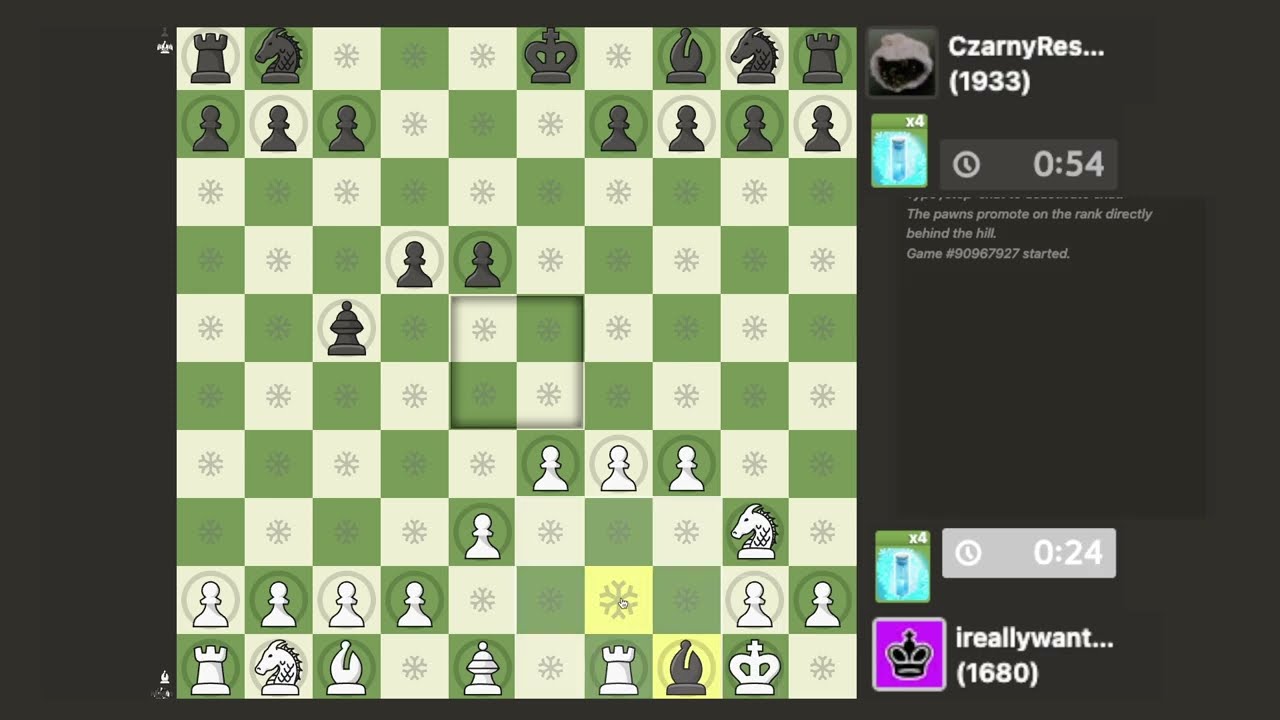 CzarnyRes...
(1933)
x4
0:54
The pawns promote on the rank directly
behind the hill.
Game #90967927 started.
x4
0:24
ireallywant...
(1680)